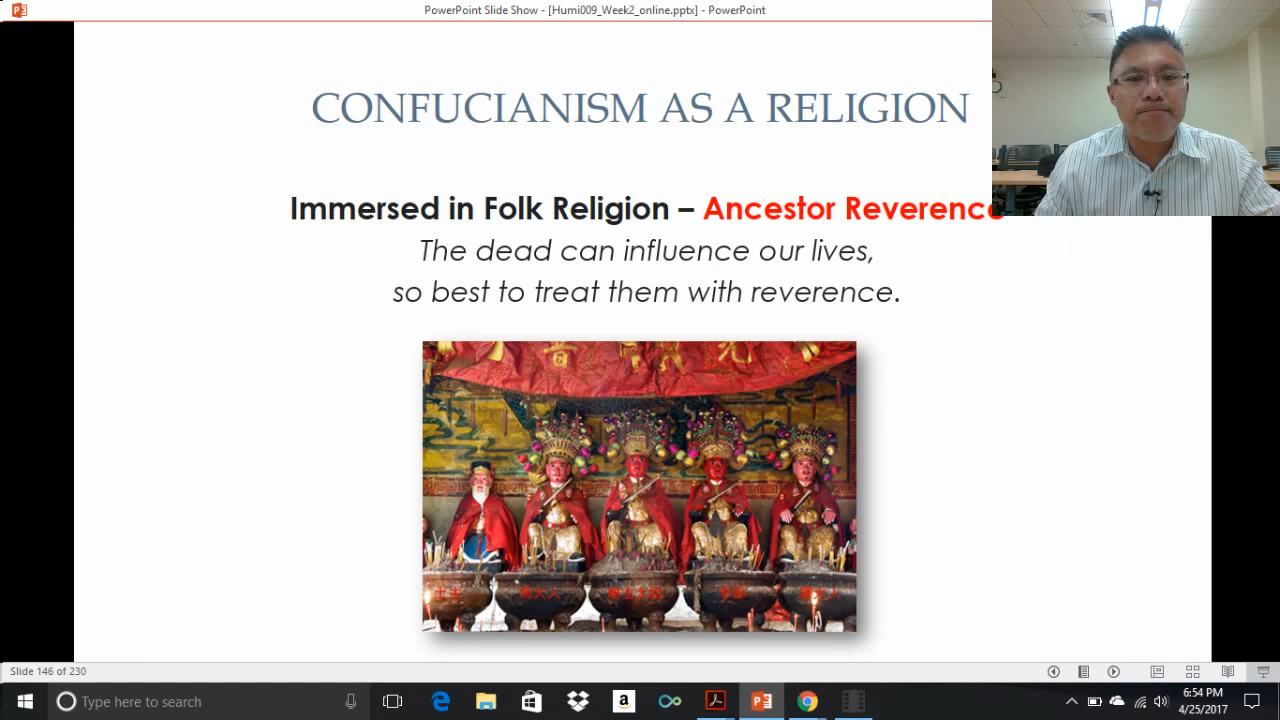 PowerPoint Slide Show - [Humi009_Week2_online.pptx] - PowerPoint
CONFUCIANISM AS A RELIGION
Immersed in Folk Religion – Ancestor Reverence
The dead can influence our lives,
so best to treat them with reverence.
Slide 146 of 230
Type here to search
6:54 PM
4/25/2017